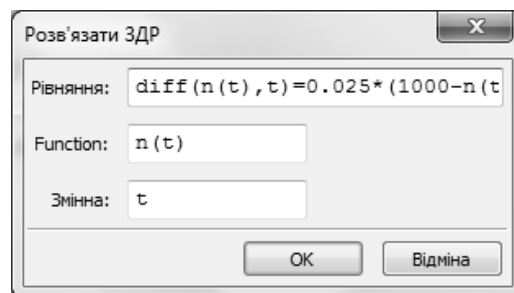 Розв'язати ЗДР
Рівняння: diff(n(t),t)=0.025*(1000-n(t
Function: n(t)
Змінна: t
OK Відміна